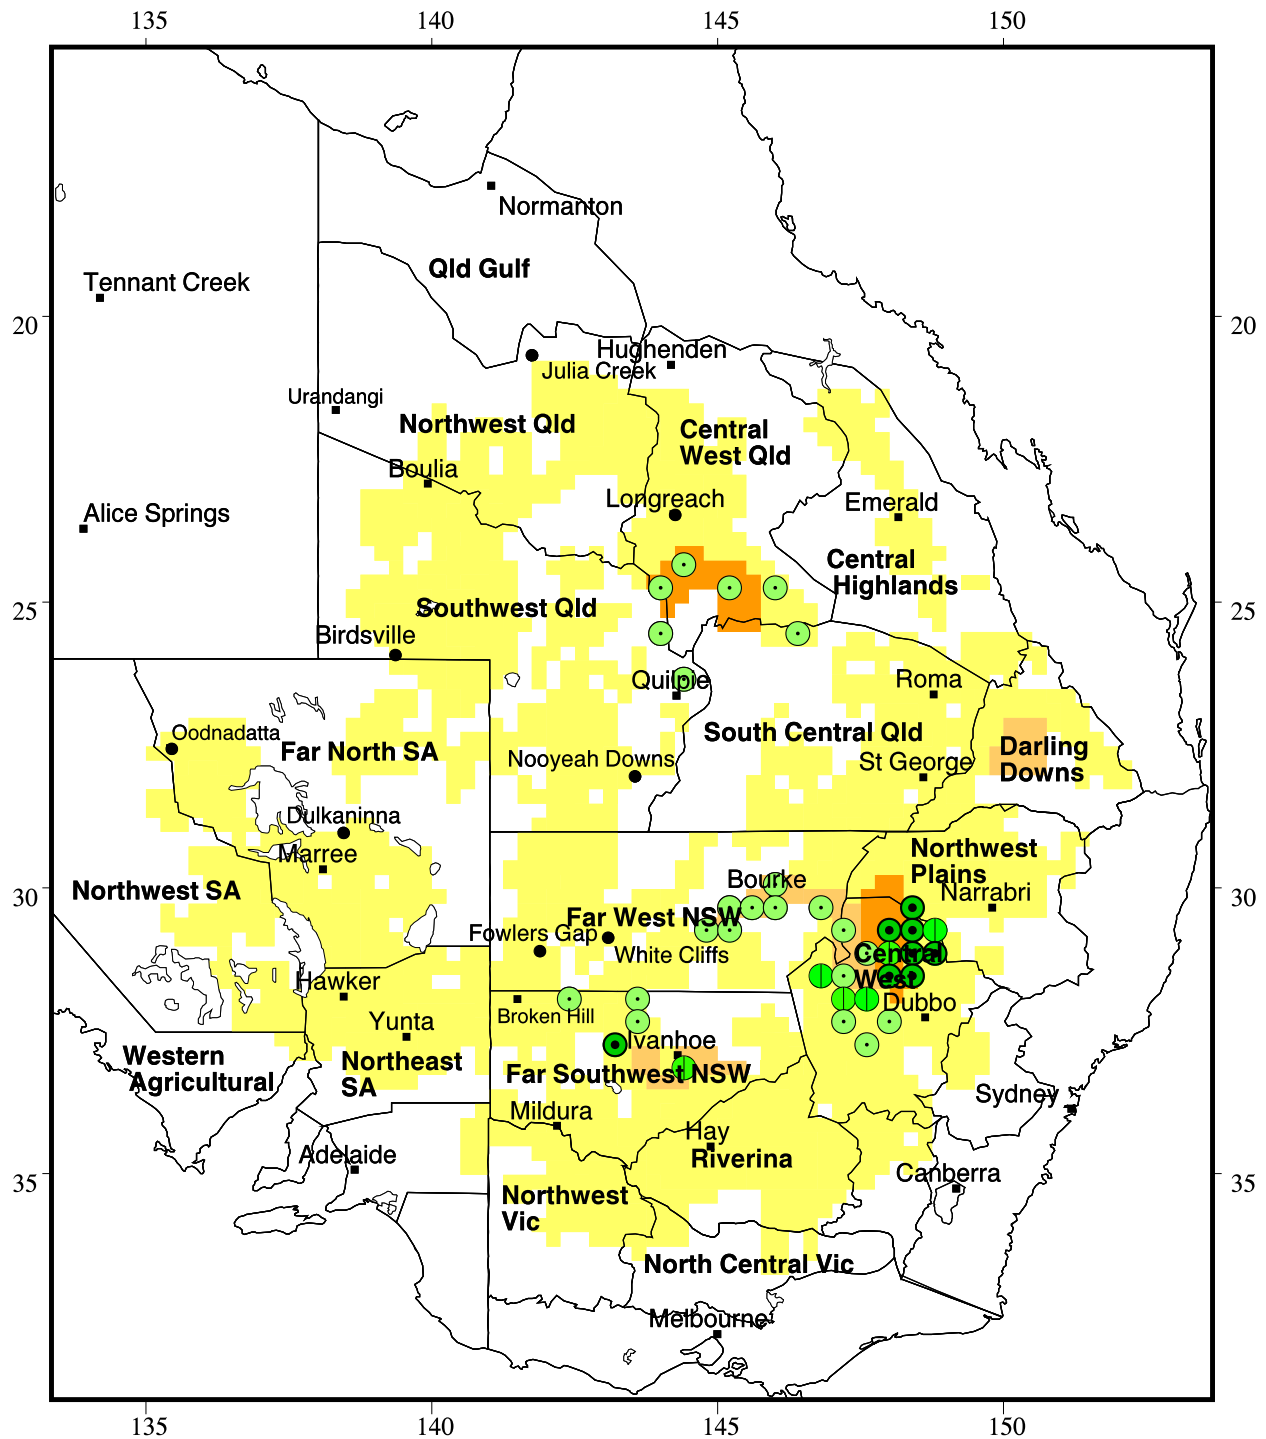 135 140 145 150
Normanton
Qld Gulf
Tennant Creek
20 20
Hughenden
Julia Creek
Urandangi
Northwest Qld
Central
West Qld
Boulia
Longreach
Emerald
Alice Springs
Central
Highlands
25 25
Southwest Qld
Birdsville
Quilpie
Roma
Oodnadatta
South Central Qld
Far North SA
Darling
Downs
Nooyeah Downs
St George
Dulkaninna
Marree
Northwest
Plains
Bourke
Northwest SA
Narrabri
30 30
Far West NSW
Fowlers Gap
White Cliffs
Central
West
Hawker
Dubbo
Broken Hill
Yunta
Ivanhoe
Western
Agricultural
Northeast
SA
Far Southwest NSW
Sydney
Mildura
Hay
Riverina
Adelaide
Canberra
35 35
Northwest
Vic
North Central Vic
Melbourne
135 140 145 150